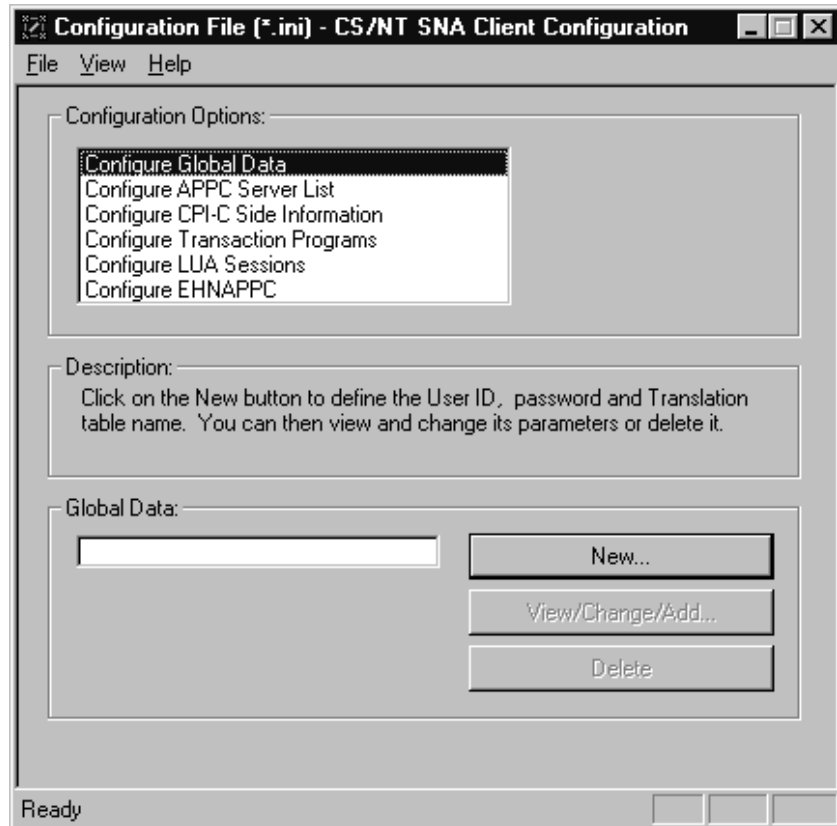 Configuration File (*.ini) - CS/NT SNA Client Configuration
File View Help
Configuration Options:
Configure Global Data
Configure APPC Server List
Configure CPI-C Side Information
Configure Transaction Programs
Configure LUA Sessions
Configure EHNAPPC
Description:
Click on the New button to define the User ID, password and Translation
table name. You can then view and change its parameters or delete it.
Global Data:
New...
View/Change/Add...
Delete
Ready